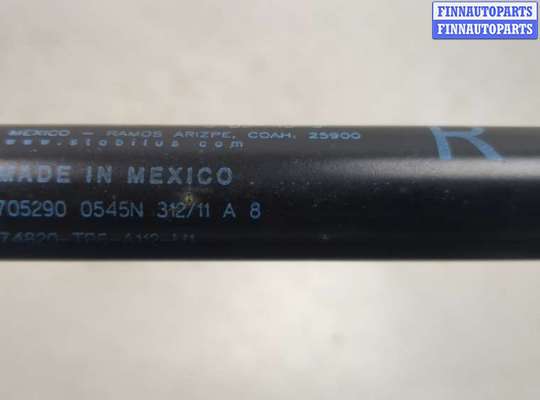 FINNAUTOPARTS
FINNAUTOPARTS
MEXICO - RAMOS ARIZPE, COAH. 25900
www.stabilus.com
MADE IN MEXICO
705290 0545N 312/11 A 8
R